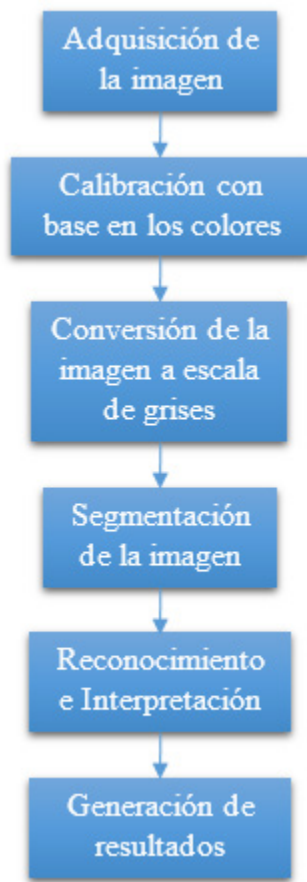 Adquisición de
la imagen
Calibración con
base en los colores
Conversión de la
imagen a escala
de grises
Segmentación
de la imagen
Reconocimiento
e Interpretación
Generación de
resultados